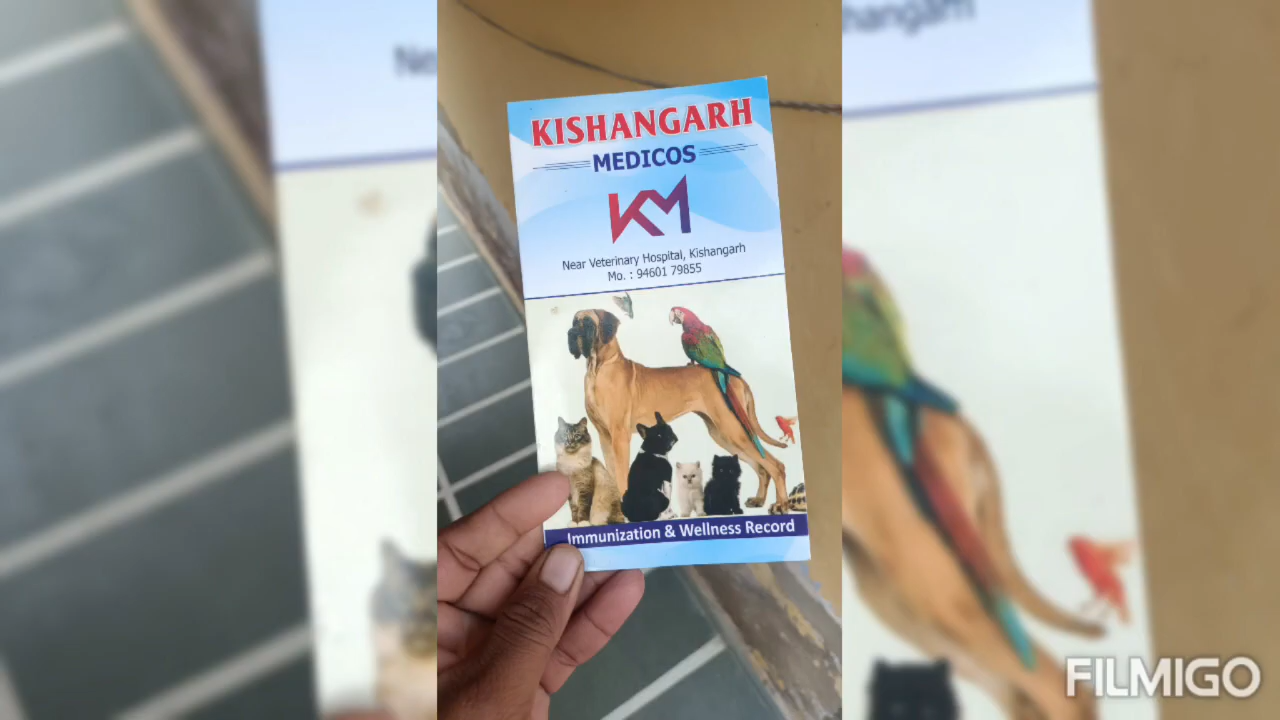 KISHANGARH
MEDICOS
KM
Near Veterinary Hospital, Kishangarh
Mo. : 94601 79855
Immunization & Wellness Record
FILMIGO